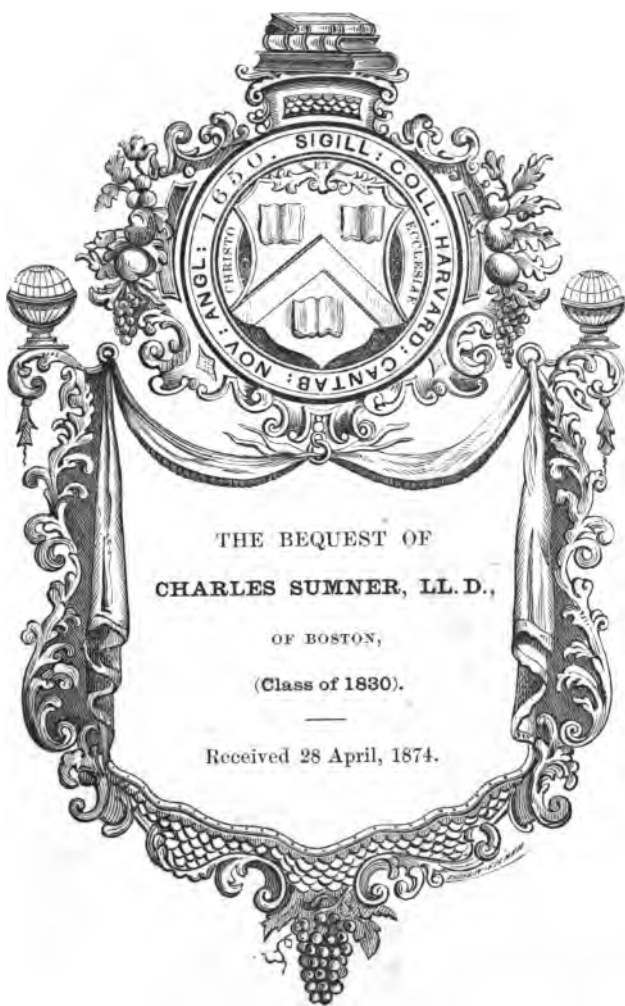 SIGILL: COLL: HARVARD: CANTAB: NOV: ANGL: 1650.
ET
CHRISTO
ECCLESIAE
THE BEQUEST OF
CHARLES SUMNER, LL. D.,
OF BOSTON,
(Class of 1830).
Received 28 April, 1874.